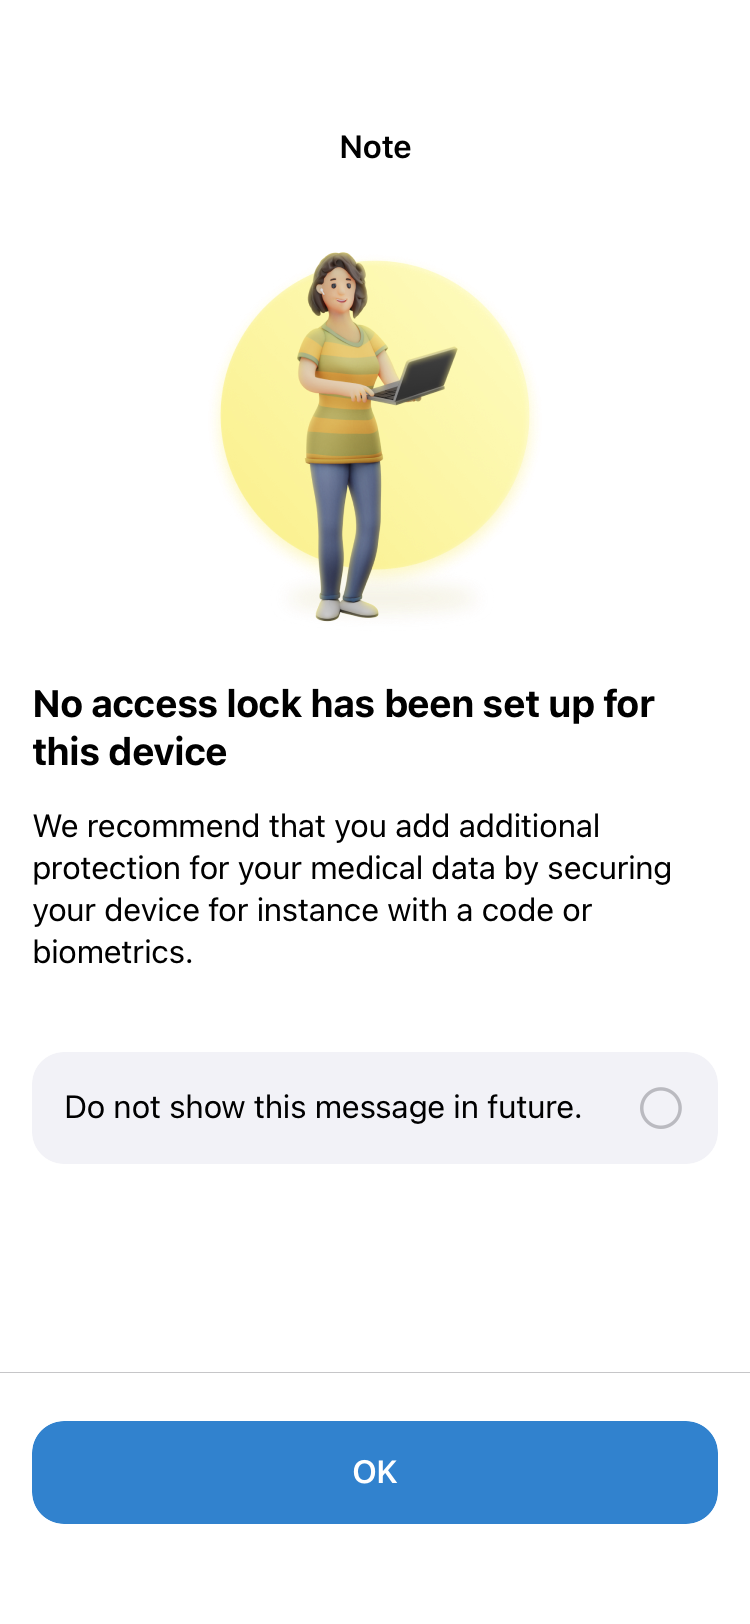 Note
No access lock has been set up for
this device
We recommend that you add additional
protection for your medical data by securing
your device for instance with a code or
biometrics.
Do not show this message in future.
OK